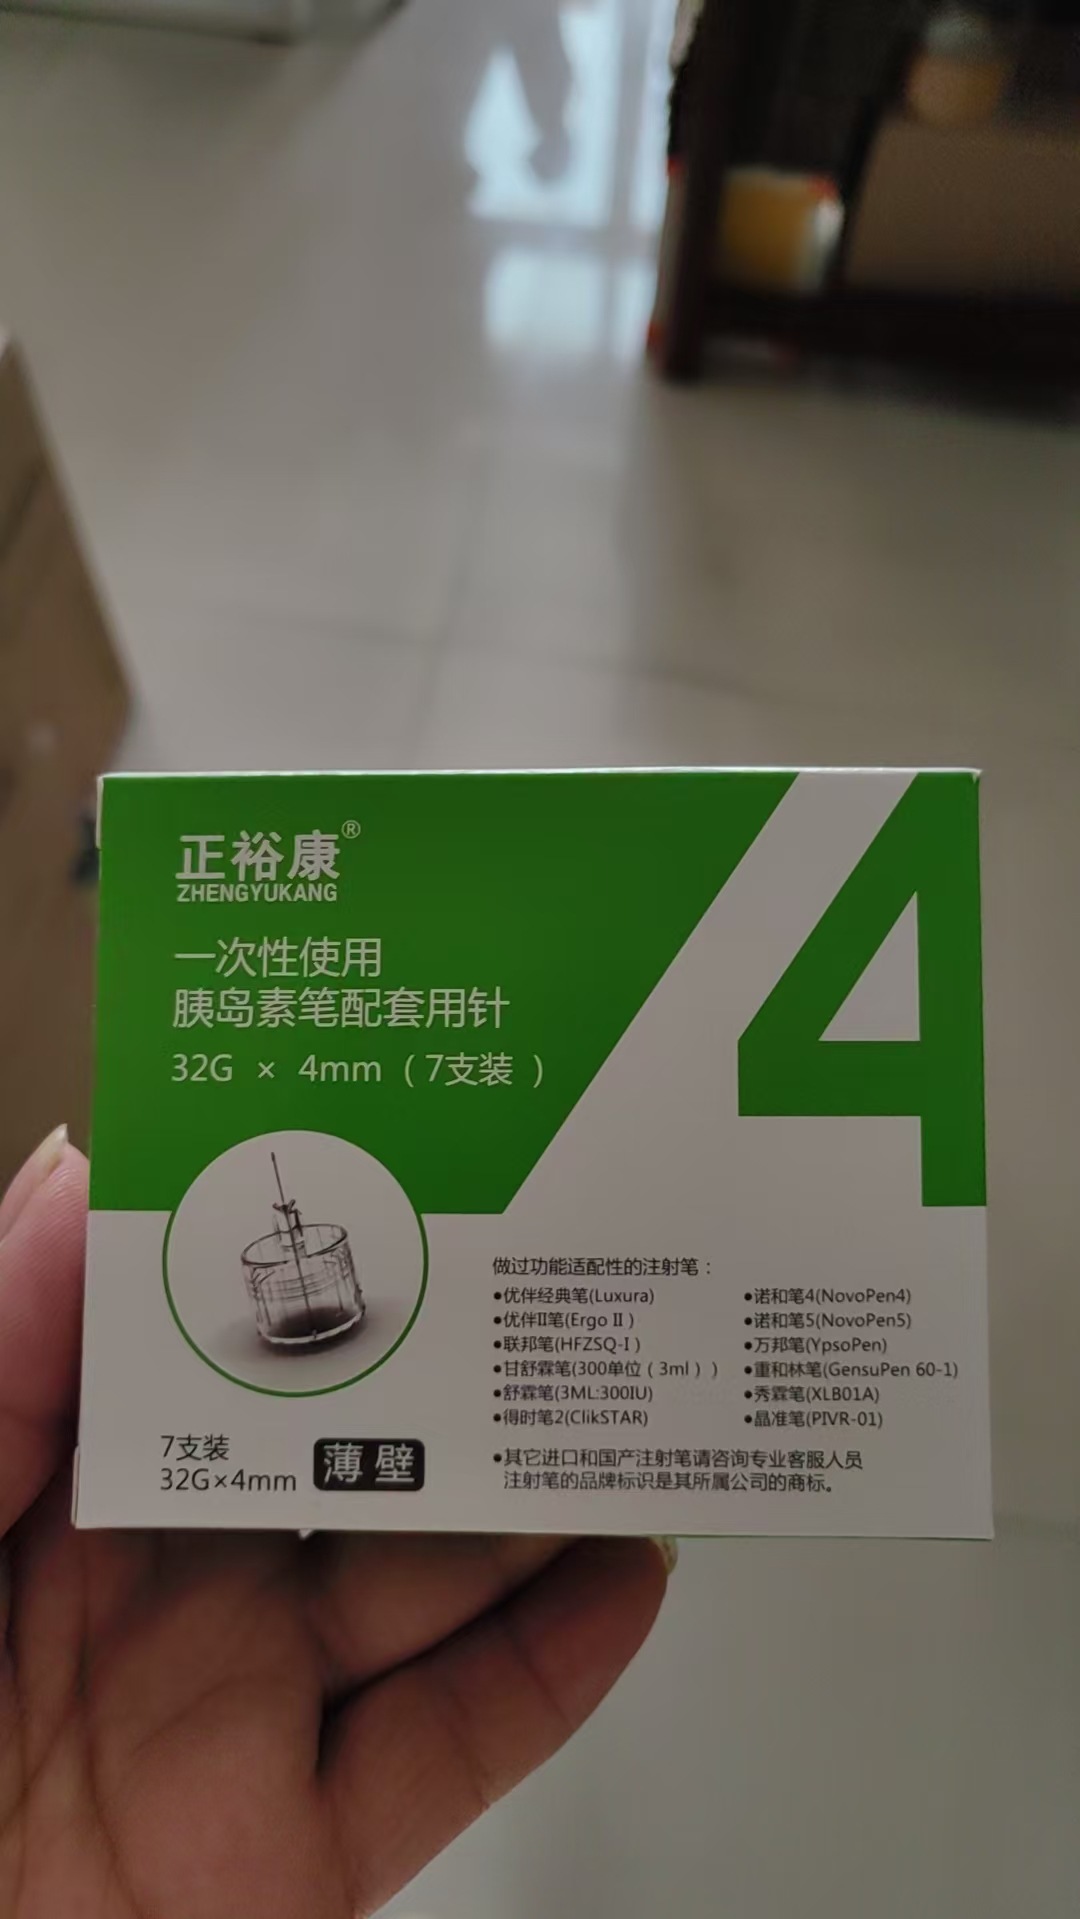 正裕康®
ZHENGYUKANG
一次性使用
胰岛素笔配套用针
32G × 4mm（7支装）
4
做过功能适配性的注射笔：
●优伴经典笔(Luxura)
●优伴II笔(Ergo II)
●联邦笔(HFZSQ-I)
●甘舒霖笔(300单位（3ml））
●舒霖笔(3ML:300IU)
●得时笔2(ClikSTAR)
●诺和笔4(NovoPen4)
●诺和笔5(NovoPen5)
●万邦笔(YpsoPen)
●重和林笔(GensuPen 60-1)
●秀霖笔(XLB01A)
●晶准笔(PIVR-01)
●其它进口和国产注射笔请咨询专业客服人员
注射笔的品牌标识是其所属公司的商标。
7支装
32G×4mm
薄壁